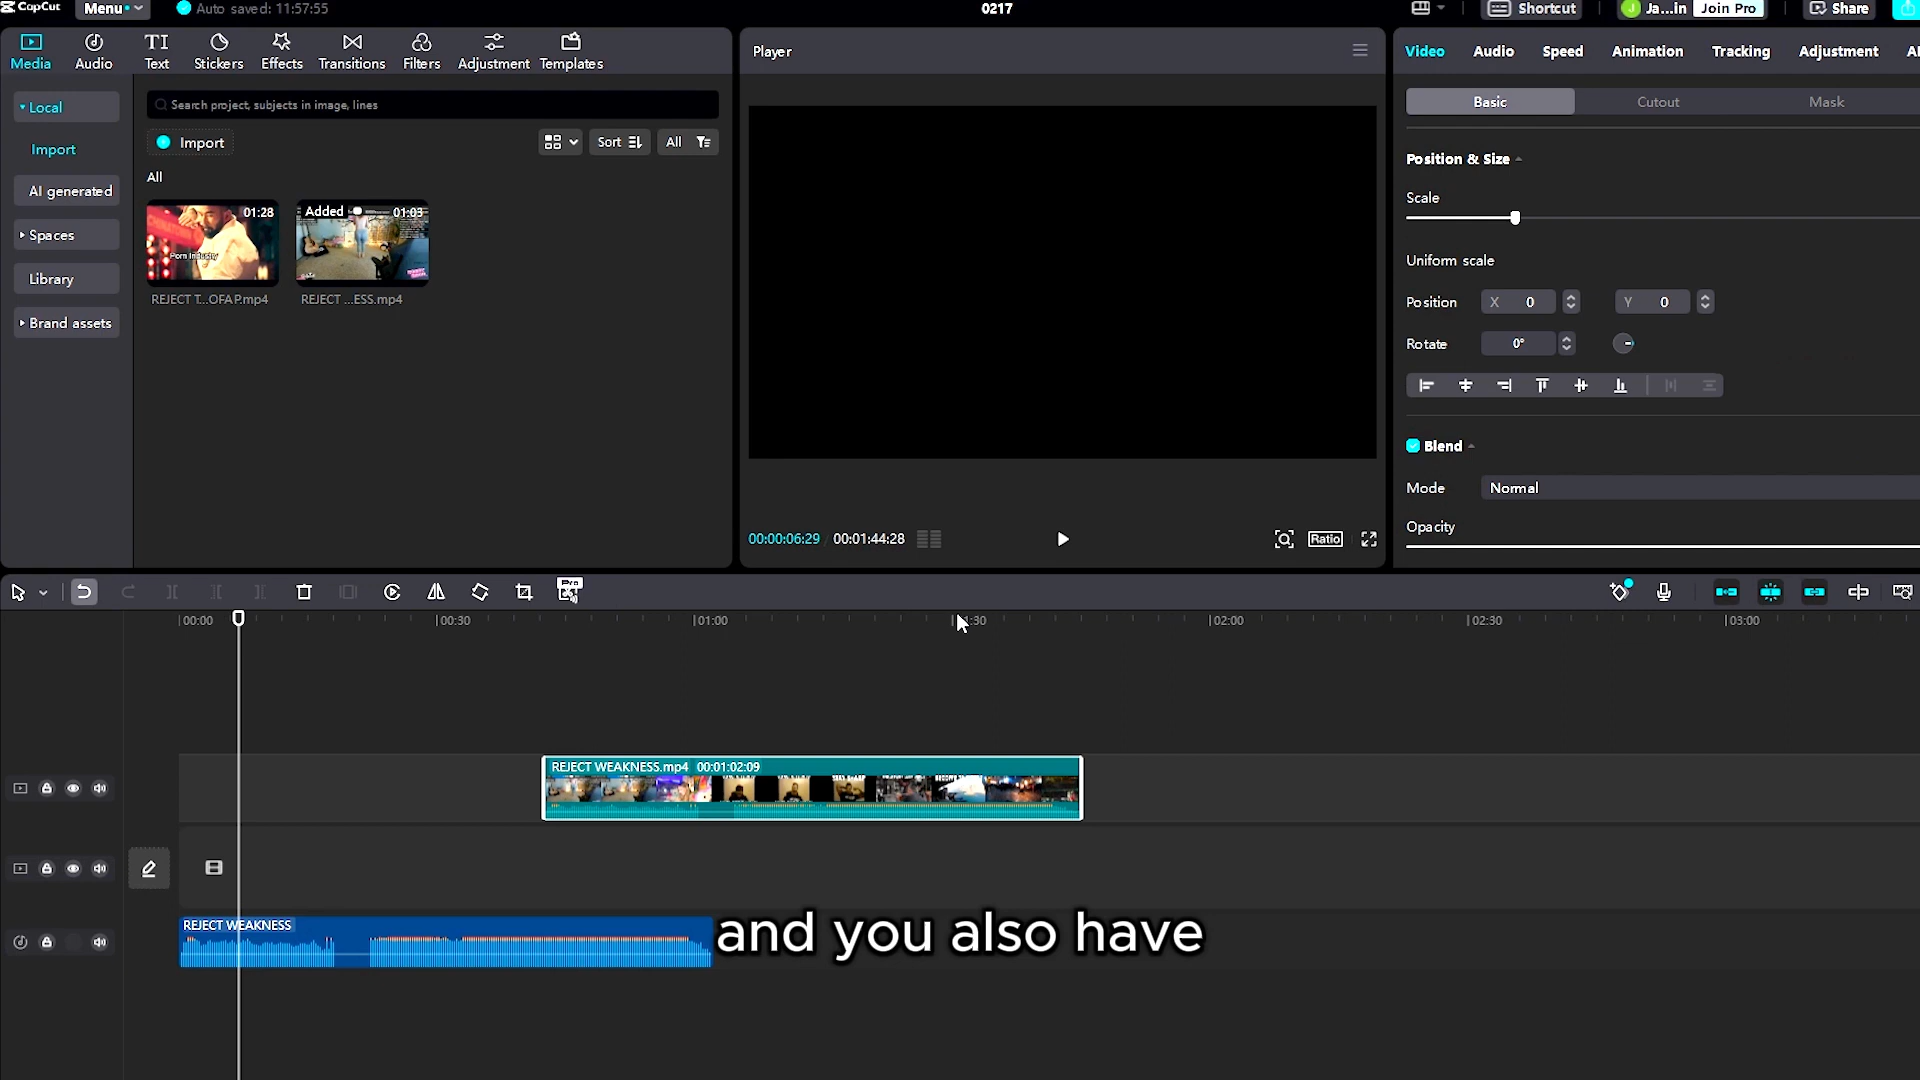 CapCut
Menu
Auto saved: 11:57:55
0217
Shortcut
Ja...in
Join Pro
Share
Media
Audio
Text
Stickers
Effects
Transitions
Filters
Adjustment
Templates
Local
Import
AI generated
Spaces
Library
Brand assets
Search project, subjects in image, lines
Import
Sort
All
All
01:28
Porn Industry
REJECT T...OFAP.mp4
Added
01:03
REJECT ...ESS.mp4
Player
00:00:06:29
00:01:44:28
Ratio
Video
Audio
Speed
Animation
Tracking
Adjustment
Basic
Cutout
Mask
Position & Size
Scale
Uniform scale
Position
X 0
Y 0
Rotate
0°
Blend
Mode
Normal
Opacity
Pro
00:00
00:30
01:00
02:00
02:30
03:00
REJECT WEAKNESS.mp4 00:01:02:09
REJECT WEAKNESS
and you also have